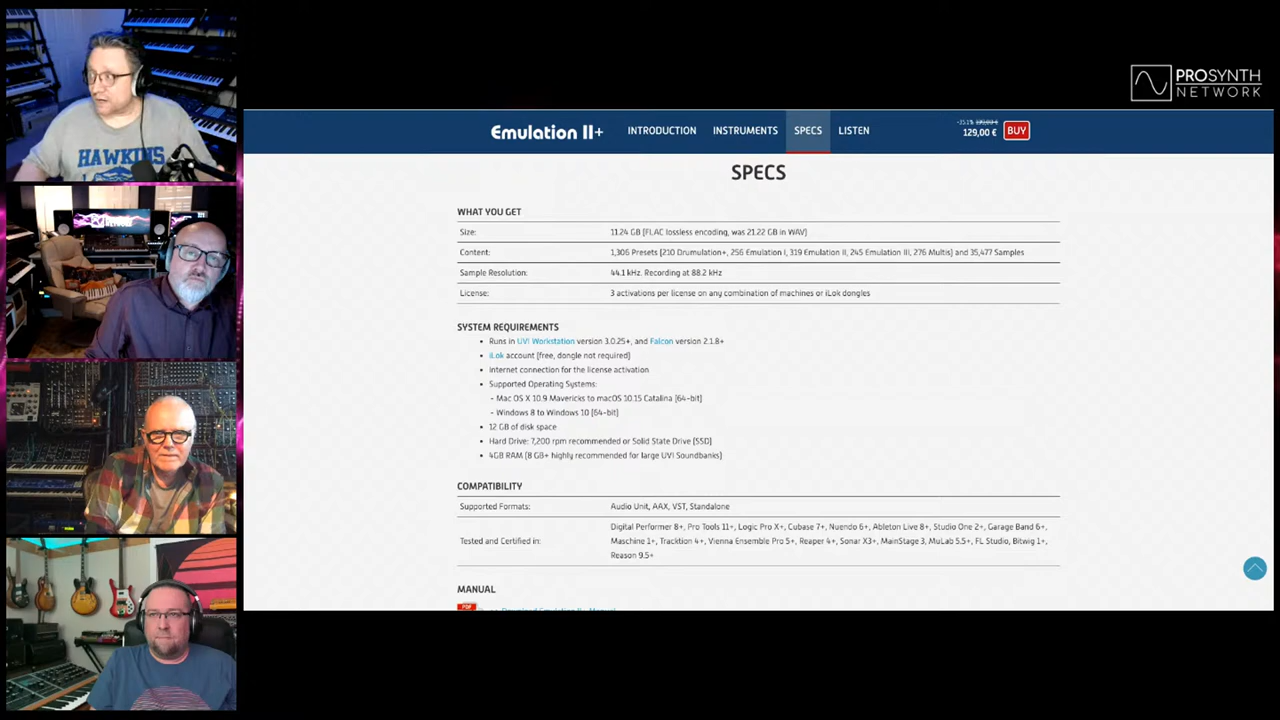 PROSYNTH
NETWORK
Emulation II+
INTRODUCTION
INSTRUMENTS
SPECS
LISTEN
129,00 €
BUY
SPECS
WHAT YOU GET
Size: 11.24 GB [FLAC lossless encoding, was 21.22 GB in WAV]
Content: 1,306 Presets [210 Drumulation+, 256 Emulation I, 319 Emulation II, 245 Emulation III, 276 Multis] and 35,477 Samples
Sample Resolution: 44.1 kHz. Recording at 88.2 kHz
License: 3 activations per license on any combination of machines or iLok dongles
SYSTEM REQUIREMENTS
• Runs in UVI Workstation version 3.0.25+, and Falcon version 2.1.8+
• iLok account [free, dongle not required]
• Internet connection for the license activation
• Supported Operating Systems:
- Mac OS X 10.9 Mavericks to macOS 10.15 Catalina [64-bit]
- Windows 8 to Windows 10 [64-bit]
• 12 GB of disk space
• Hard Drive: 7,200 rpm recommended or Solid State Drive [SSD]
• 4GB RAM [8 GB+ highly recommended for large UVI Soundbanks]
COMPATIBILITY
Supported Formats: Audio Unit, AAX, VST, Standalone
Tested and Certified in: Digital Performer 8+, Pro Tools 11+, Logic Pro X+, Cubase 7+, Nuendo 6+, Ableton Live 8+, Studio One 2+, Garage Band 6+,
Maschine 1+, Tracktion 4+, Vienna Ensemble Pro 5+, Reaper 4+, Sonar X3+, MainStage 3, MuLab 5.5+, FL Studio, Bitwig 1+,
Reason 9.5+
MANUAL
PDF
HAWKINS